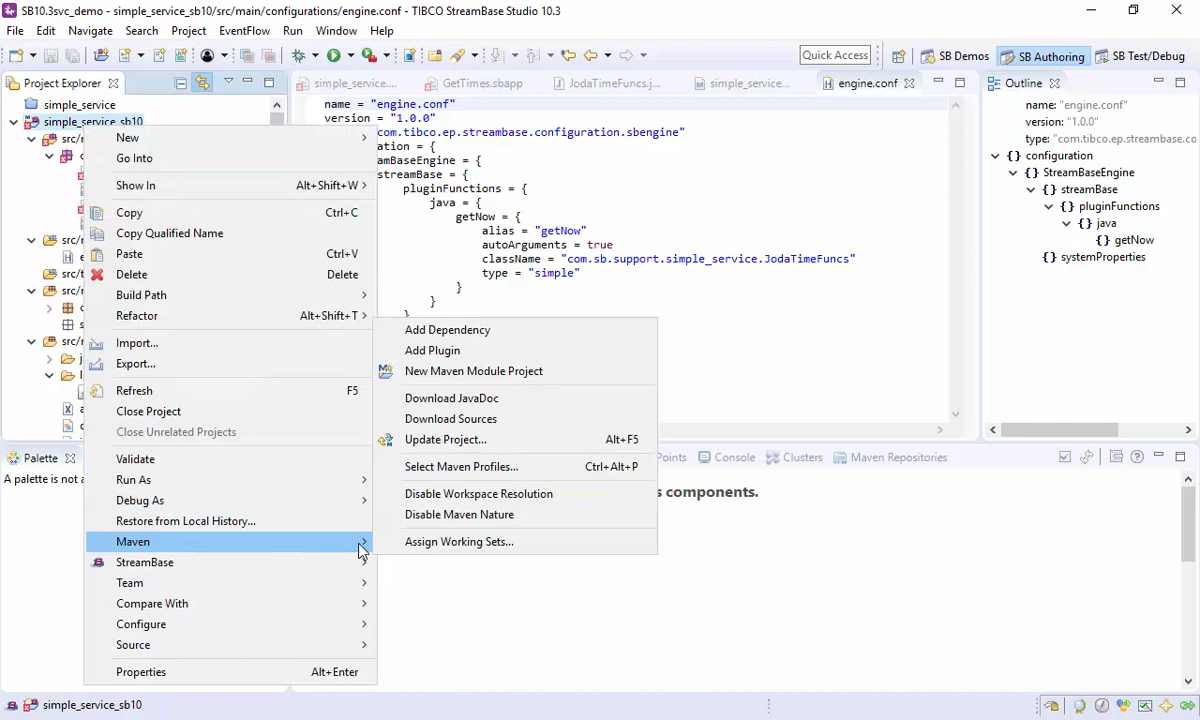 SB10.3svc_demo - simple_service_sb10/src/main/configurations/engine.conf - TIBCO StreamBase Studio 10.3
File Edit Navigate Search Project EventFlow Run Window Help
Quick Access
SB Demos
SB Authoring
SB Test/Debug
Project Explorer
simple_service
simple_service_sb10
src/
src/
src/t
src/
src/
simple_service....
GetTimes.sbapp
JodaTimeFuncs.j...
simple_service...
engine.conf
name = "engine.conf"
version = "1.0.0"
com.tibco.ep.streambase.configuration.sbengine"
ation = {
eamBaseEngine = {
streamBase = {
pluginFunctions = {
java = {
getNow = {
alias = "getNow"
autoArguments = true
className = "com.sb.support.simple_service.JodaTimeFuncs"
type = "simple"
}
}
}
Outline
name: "engine.conf"
version: "1.0.0"
type: "com.tibco.ep.streambase.co
{} configuration
{} StreamBaseEngine
{} streamBase
{} pluginFunctions
{} java
{} getNow
{} systemProperties
New
Go Into
Show In Alt+Shift+W
Copy Ctrl+C
Copy Qualified Name
Paste Ctrl+V
Delete Delete
Build Path
Refactor Alt+Shift+T
Import...
Export...
Refresh F5
Close Project
Close Unrelated Projects
Validate
Run As
Debug As
Restore from Local History...
Maven
StreamBase
Team
Compare With
Configure
Source
Properties Alt+Enter
Add Dependency
Add Plugin
New Maven Module Project
Download JavaDoc
Download Sources
Update Project... Alt+F5
Select Maven Profiles... Ctrl+Alt+P
Disable Workspace Resolution
Disable Maven Nature
Assign Working Sets...
Palette
A palette is not a
Points
Console
Clusters
Maven Repositories
s components.
simple_service_sb10